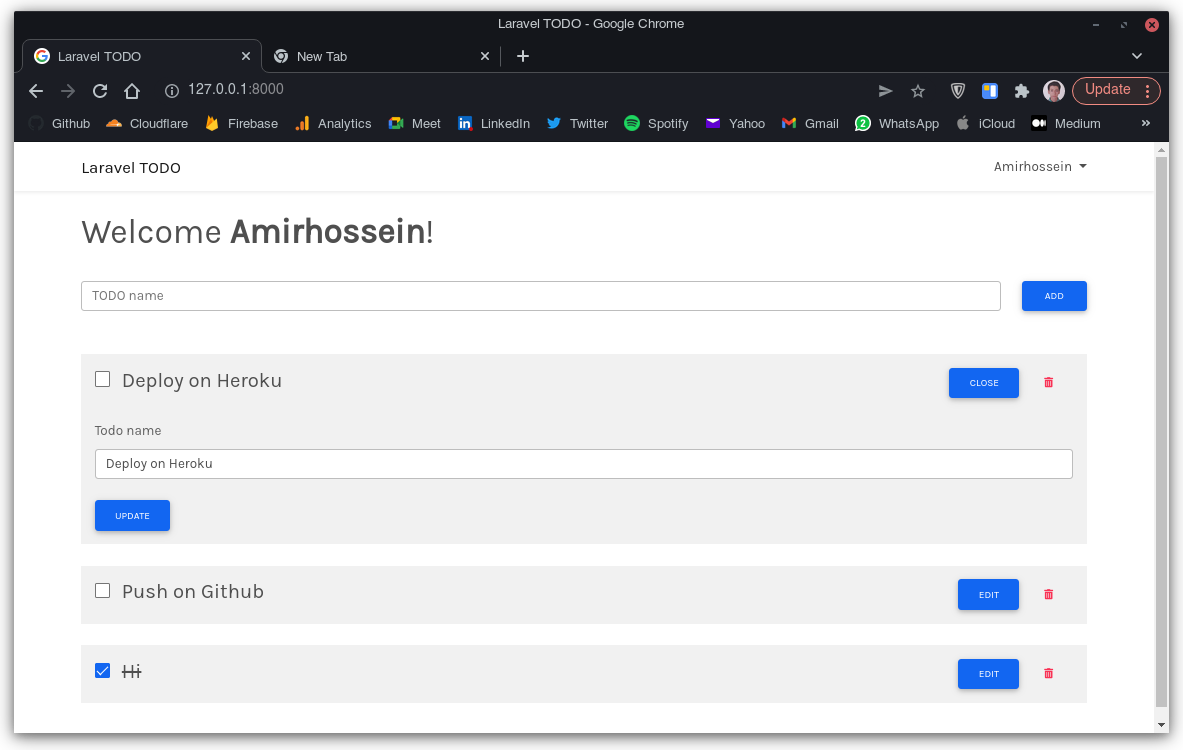 Laravel TODO - Google Chrome
Laravel TODO New Tab
127.0.0.1:8000 Update
Github Cloudflare Firebase Analytics Meet LinkedIn Twitter Spotify Yahoo Gmail 2 WhatsApp iCloud Medium »
Laravel TODO Amirhossein
Welcome Amirhossein!
TODO name ADD
Deploy on Heroku CLOSE
Todo name
Deploy on Heroku
UPDATE
Push on Github EDIT
Hi EDIT